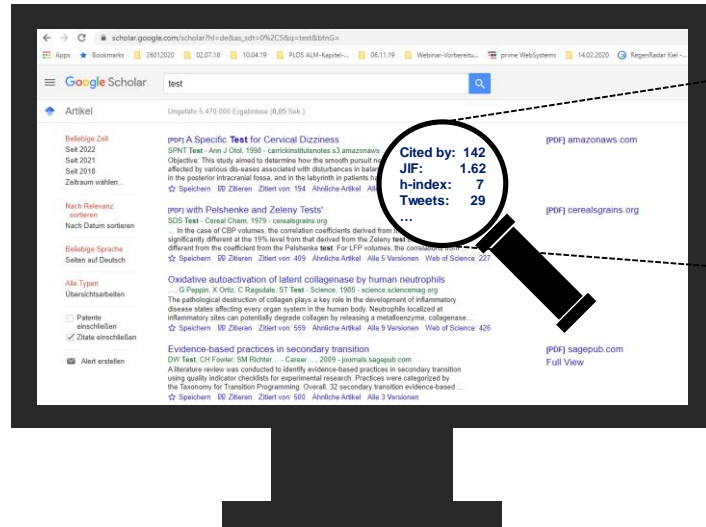 scholar.google.com/scholar?hl=de&as_sdt=0%2C5&q=test&btnG=
Apps Bookmarks 26012020 02.07.18 10.04.19 PLOS ALM-Kapitel-... 06.11.19 Webinar-Vorbereitu... prime WebSystems 14.02.2020 RegenRadar Kiel -...
Google Scholar test
Artikel Ungefähr 5.470.000 Ergebnisse (0,05 Sek.)
Beliebige Zeit
Seit 2022
Seit 2021
Seit 2018
Zeitraum wählen...
Nach Relevanz
sortieren
Nach Datum sortieren
Beliebige Sprache
Seiten auf Deutsch
Alle Typen
Übersichtsarbeiten
Patente
einschließen
Zitate einschließen
Alert erstellen
[PDF] A Specific Test for Cervical Dizziness
SPNT Test - Ann J Otol, 1998 - carrickinstitutenotes.s3.amazonaws
Objective: This study aimed to determine how the smooth pursuit
affected by various dis-eases associated with disturbances in
in the posterior intracranial fossa, and in the labyrinth in patients
Speichern Zitieren Zitiert von: 194 Ähnliche Artikel
[PDF] amazonaws.com
[PDF] with Pelshenke and Zeleny Tests'
SDS Test - Cereal Chem, 1979 - cerealsgrains.org
... In the case of CBP volumes, the correlation coefficients derived from
significantly different at the 19% level from that derived from the Zeleny test
different from the coefficient from the Pelshenke test. For LFP volumes, the correlations from
Speichern Zitieren Zitiert von: 409 Ähnliche Artikel Alle 5 Versionen Web of Science: 227
[PDF] cerealsgrains.org
Oxidative autoactivation of latent collagenase by human neutrophils
..., G Peppin, X Ortiz, C Ragsdale, ST Test - Science, 1985 - science.sciencemag.org
The pathological destruction of collagen plays a key role in the development of inflammatory
disease states affecting every organ system in the human body. Neutrophils localized at
inflammatory sites can potentially degrade collagen by releasing a metalloenzyme, collagenase...
Speichern Zitieren Zitiert von: 559 Ähnliche Artikel Alle 9 Versionen Web of Science: 426
Evidence-based practices in secondary transition
DW Test, CH Fowler, SM Richter... - Career ..., 2009 - journals.sagepub.com
A literature review was conducted to identify evidence-based practices in secondary transition
using quality indicator checklists for experimental research. Practices were categorized by
the Taxonomy for Transition Programming. Overall, 32 secondary transition evidence-based ...
Speichern Zitieren Zitiert von: 500 Ähnliche Artikel Alle 3 Versionen
[PDF] sagepub.com
Full View
Cited by: 142
JIF: 1.62
h-index: 7
Tweets: 29
...